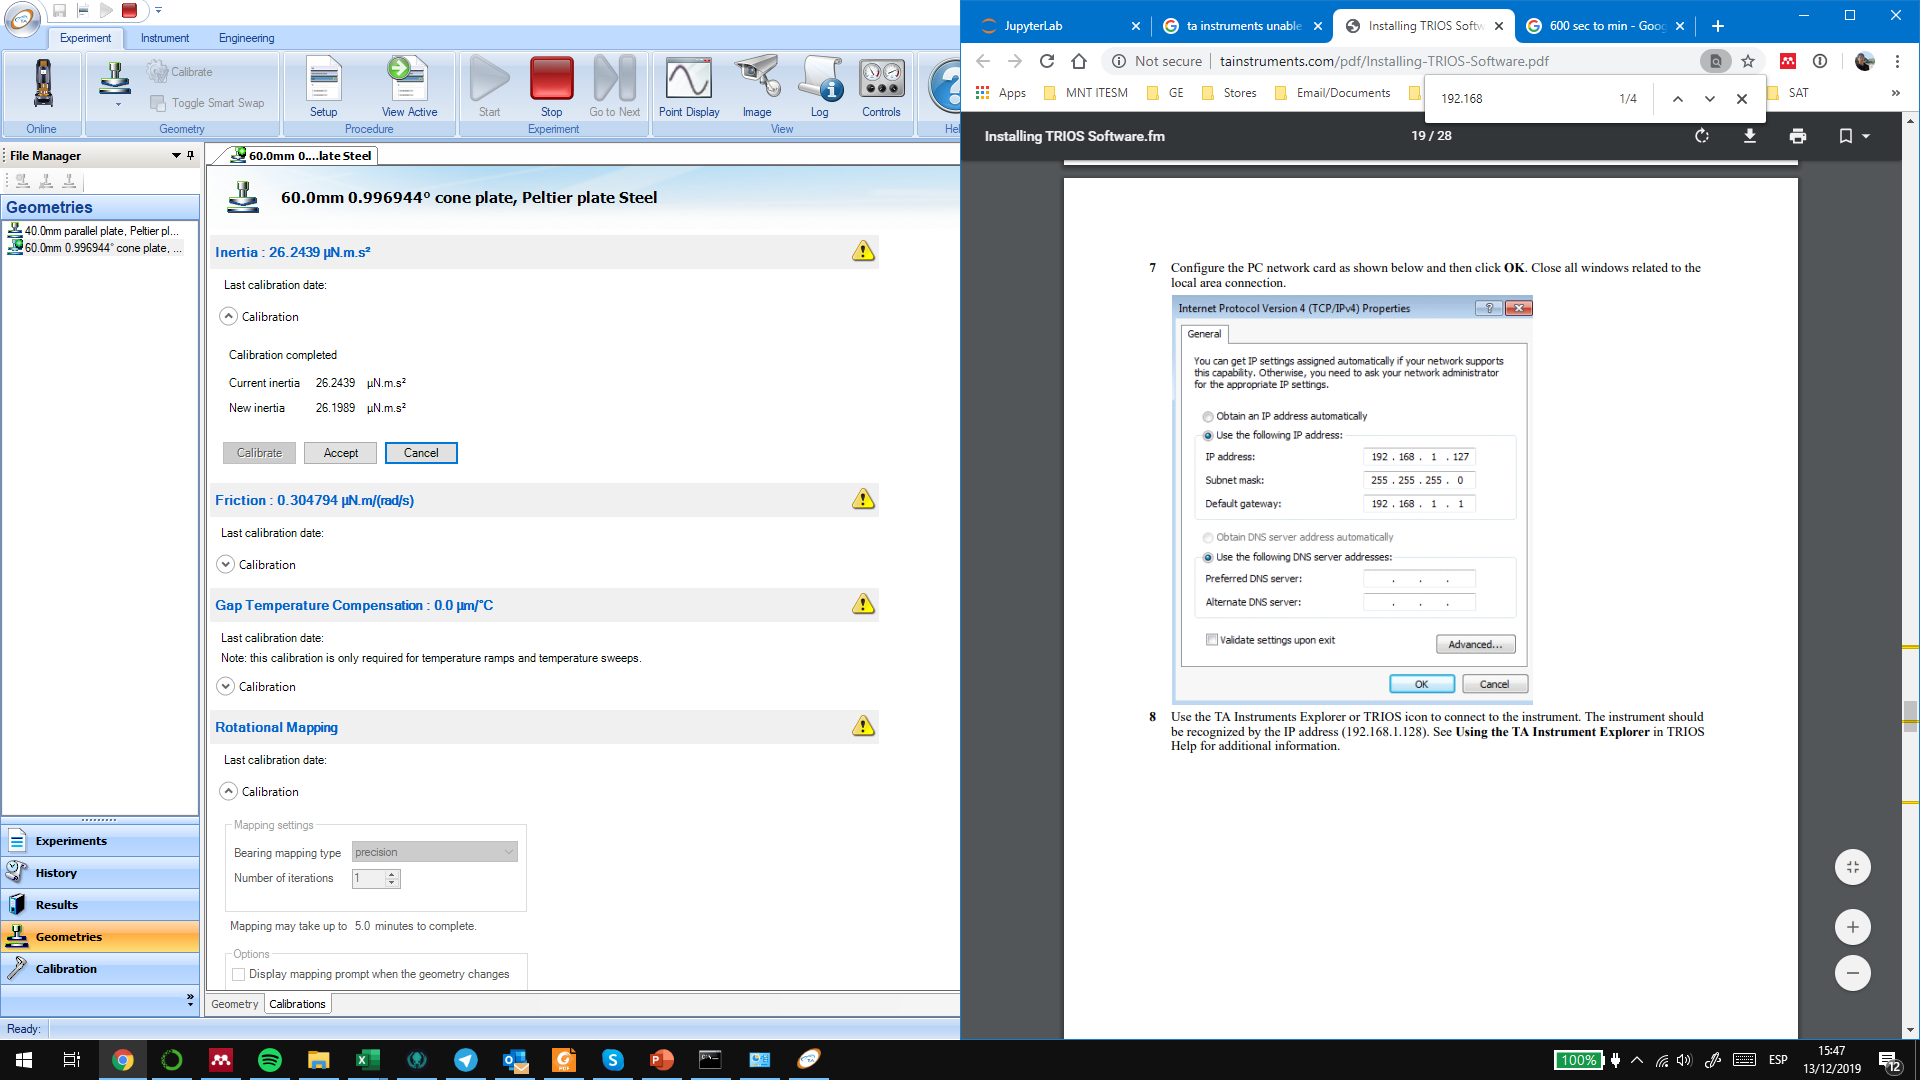 Experiment
Instrument
Engineering
Calibrate
Toggle Smart Swap
Setup
View Active
Start
Stop
Go to Next
Point Display
Image
Log
Controls
Online
Geometry
Procedure
Experiment
View
Hel
File Manager
60.0mm 0....late Steel
Geometries
40.0mm parallel plate, Peltier pl...
60.0mm 0.996944° cone plate, ...
60.0mm 0.996944° cone plate, Peltier plate Steel
Inertia : 26.2439 µN.m.s²
Last calibration date:
Calibration
Calibration completed
Current inertia 26.2439 µN.m.s²
New inertia 26.1989 µN.m.s²
Calibrate Accept Cancel
Friction : 0.304794 µN.m/(rad/s)
Last calibration date:
Calibration
Gap Temperature Compensation : 0.0 µm/°C
Last calibration date:
Note: this calibration is only required for temperature ramps and temperature sweeps.
Calibration
Rotational Mapping
Last calibration date:
Calibration
Mapping settings
Bearing mapping type precision
Number of iterations 1
Mapping may take up to 5.0 minutes to complete.
Options
Display mapping prompt when the geometry changes
Geometry Calibrations
Experiments
History
Results
Geometries
Calibration
Ready:
JupyterLab
ta instruments unable
Installing TRIOS Softw
600 sec to min - Goog
Not secure
tainstruments.com/pdf/Installing-TRIOS-Software.pdf
Apps
MNT ITESM
GE
Stores
Email/Documents
SAT
192.168 1/4
Installing TRIOS Software.fm
19 / 28
7 Configure the PC network card as shown below and then click OK. Close all windows related to the
local area connection.
Internet Protocol Version 4 (TCP/IPv4) Properties
General
You can get IP settings assigned automatically if your network supports
this capability. Otherwise, you need to ask your network administrator
for the appropriate IP settings.
Obtain an IP address automatically
Use the following IP address:
IP address: 192 . 168 . 1 . 127
Subnet mask: 255 . 255 . 255 . 0
Default gateway: 192 . 168 . 1 . 1
Obtain DNS server address automatically
Use the following DNS server addresses:
Preferred DNS server: . . .
Alternate DNS server: . . .
Validate settings upon exit
Advanced...
OK Cancel
8 Use the TA Instruments Explorer or TRIOS icon to connect to the instrument. The instrument should
be recognized by the IP address (192.168.1.128). See Using the TA Instrument Explorer in TRIOS
Help for additional information.
100%
ESP
15:47
13/12/2019
12